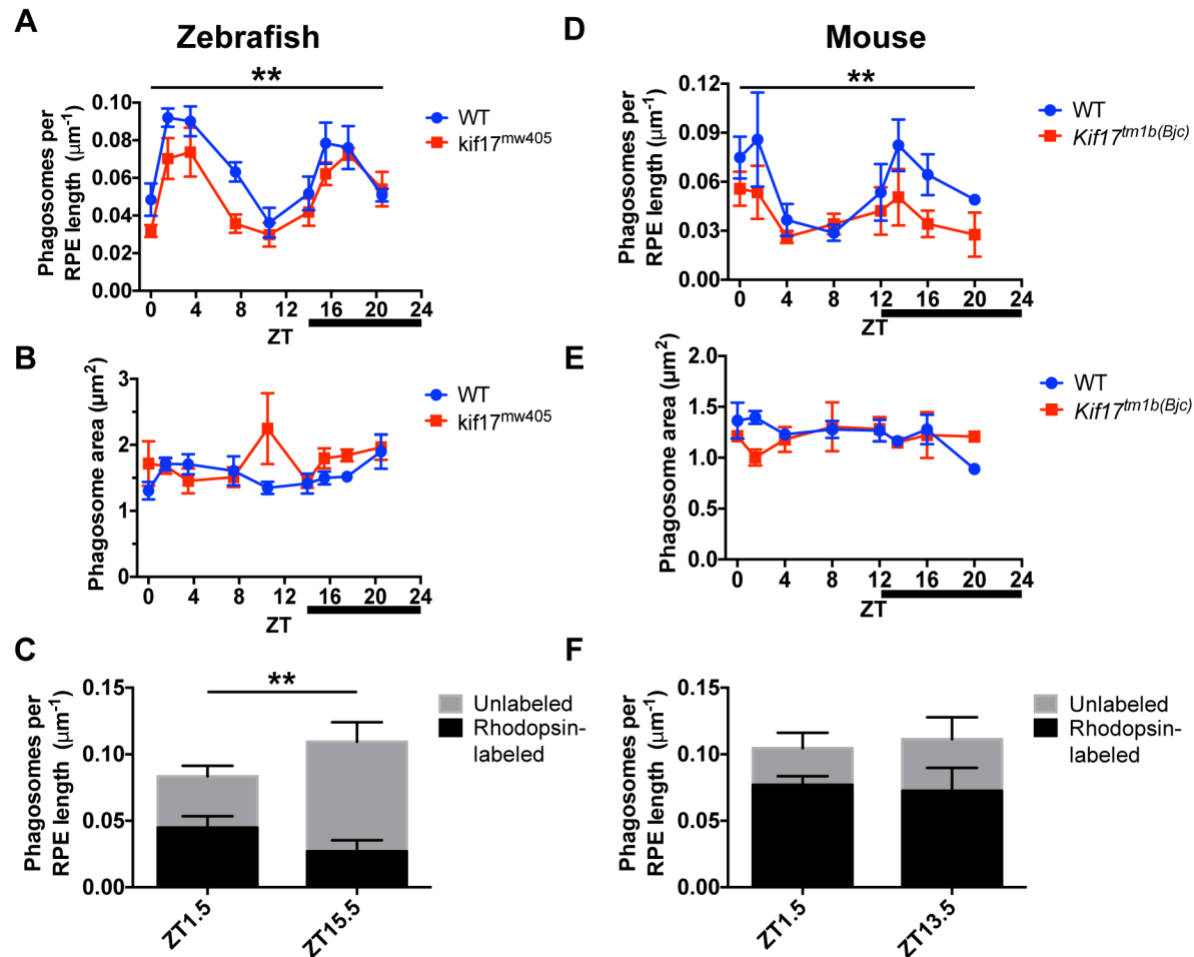 A
Zebrafish
**
Phagosomes per
RPE length (µm⁻¹)
0.10
0.08
0.06
0.04
0.02
0.00
0 4 8 12 16 20 24
ZT
WT
kif17ᵐʷ⁴⁰⁵
B
Phagosome area (µm²)
3
2
1
0
0 4 8 12 16 20 24
ZT
WT
kif17ᵐʷ⁴⁰⁵
C
**
Phagosomes per
RPE length (µm⁻¹)
0.15
0.10
0.05
0.00
ZT1.5
ZT15.5
Unlabeled
Rhodopsin-
labeled
D
Mouse
**
Phagosomes per
RPE length (µm⁻¹)
0.12
0.09
0.06
0.03
0.00
0 4 8 12 16 20 24
ZT
WT
Kif17ᵗᵐ¹ᵇ⁽ᴮʲᶜ⁾
E
Phagosome area (µm²)
2.0
1.5
1.0
0.5
0.0
0 4 8 12 16 20 24
ZT
WT
Kif17ᵗᵐ¹ᵇ⁽ᴮʲᶜ⁾
F
Phagosomes per
RPE length (µm⁻¹)
0.15
0.10
0.05
0.00
ZT1.5
ZT13.5
Unlabeled
Rhodopsin-
labeled